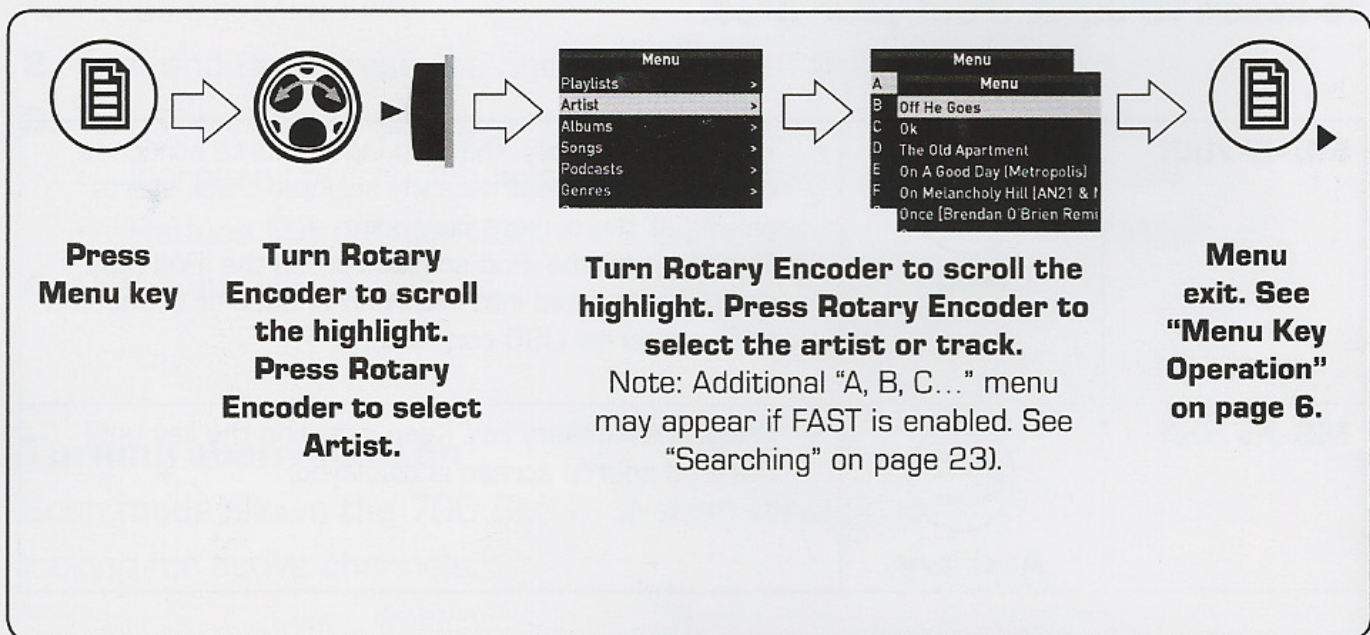 Menu
Playlists >
Artist >
Albums >
Songs >
Podcasts >
Genres >
Menu
A
B
C
D
E
F
Menu
Off He Goes
Ok
The Old Apartment
On A Good Day (Metropolis)
On Melancholy Hill (AN21 &
Once (Brendan O'Brien Remi
Press
Menu key
Turn Rotary
Encoder to scroll
the highlight.
Press Rotary
Encoder to select
Artist.
Turn Rotary Encoder to scroll the
highlight. Press Rotary Encoder to
select the artist or track.
Note: Additional “A, B, C...” menu
may appear if FAST is enabled. See
“Searching” on page 23).
Menu
exit. See
“Menu Key
Operation”
on page 6.